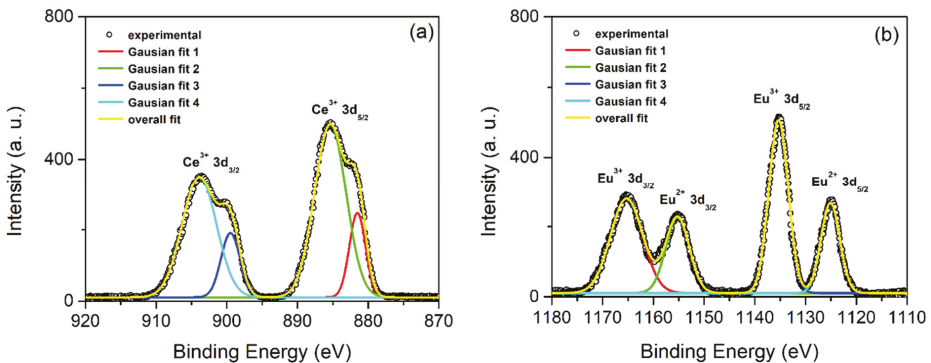 800
400
0
Intensity (a. u.)
experimental
Gausian fit 1
Gausian fit 2
Gausian fit 3
Gausian fit 4
overall fit
(a)
Ce³⁺ 3d₃/₂
Ce³⁺ 3d₅/₂
920 910 900 890 880 870
Binding Energy (eV)
800
400
0
Intensity (a. u.)
experimental
Gausian fit 1
Gausian fit 2
Gausian fit 3
Gausian fit 4
overall fit
(b)
Eu³⁺ 3d₃/₂
Eu²⁺ 3d₃/₂
Eu³⁺ 3d₅/₂
Eu²⁺ 3d₅/₂
1180 1170 1160 1150 1140 1130 1120 1110
Binding Energy (eV)